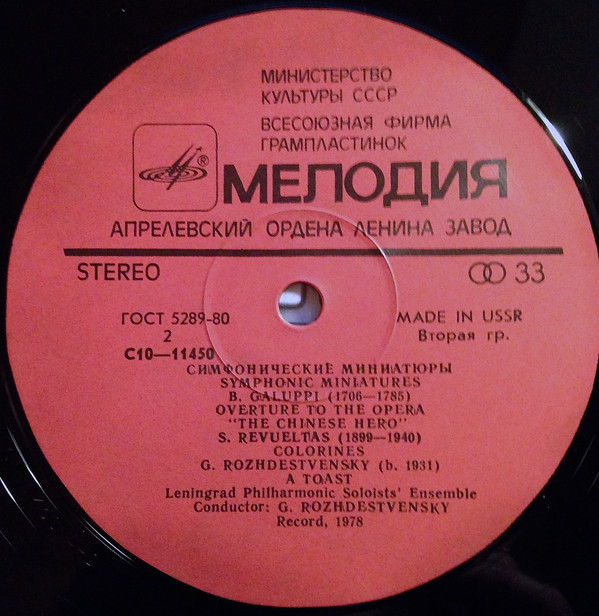 МИНИСТЕРСТВО
КУЛЬТУРЫ СССР
ВСЕСОЮЗНАЯ ФИРМА
ГРАМПЛАСТИНОК
®
МЕЛОДИЯ
АПРЕЛЕВСКИЙ ОРДЕНА ЛЕНИНА ЗАВОД
STEREO 33
ГОСТ 5289-80 MADE IN USSR
2 Вторая гр.
С10—11450
СИМФОНИЧЕСКИЕ МИНИАТЮРЫ
SYMPHONIC MINIATURES
B. GALUPPI (1706—1785)
OVERTURE TO THE OPERA
"THE CHINESE HERO"
S. REVUELTAS (1899—1940)
COLORINES
G. ROZHDESTVENSKY (b. 1931)
A TOAST
Leningrad Philharmonic Soloists' Ensemble
Conductor: G. ROZHDESTVENSKY
Record, 1978